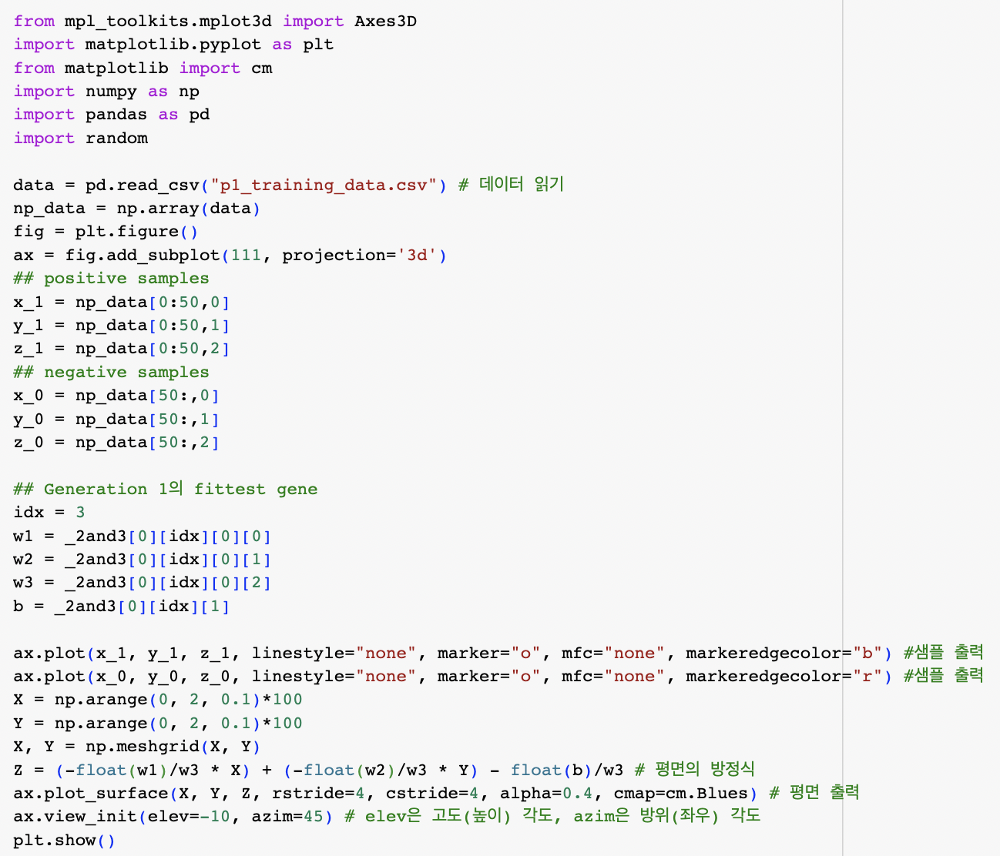 from mpl_toolkits.mplot3d import Axes3D
import matplotlib.pyplot as plt
from matplotlib import cm
import numpy as np
import pandas as pd
import random

data = pd.read_csv("p1_training_data.csv") # 데이터 읽기
np_data = np.array(data)
fig = plt.figure()
ax = fig.add_subplot(111, projection='3d')
## positive samples
x_1 = np_data[0:50,0]
y_1 = np_data[0:50,1]
z_1 = np_data[0:50,2]
## negative samples
x_0 = np_data[50:,0]
y_0 = np_data[50:,1]
z_0 = np_data[50:,2]

## Generation 1의 fittest gene
idx = 3
w1 = _2and3[0][idx][0][0]
w2 = _2and3[0][idx][0][1]
w3 = _2and3[0][idx][0][2]
b = _2and3[0][idx][1]

ax.plot(x_1, y_1, z_1, linestyle="none", marker="o", mfc="none", markeredgecolor="b") #샘플 출력
ax.plot(x_0, y_0, z_0, linestyle="none", marker="o", mfc="none", markeredgecolor="r") #샘플 출력
X = np.arange(0, 2, 0.1)*100
Y = np.arange(0, 2, 0.1)*100
X, Y = np.meshgrid(X, Y)
Z = (-float(w1)/w3 * X) + (-float(w2)/w3 * Y) - float(b)/w3 # 평면의 방정식
ax.plot_surface(X, Y, Z, rstride=4, cstride=4, alpha=0.4, cmap=cm.Blues) # 평면 출력
ax.view_init(elev=-10, azim=45) # elev은 고도(높이) 각도, azim은 방위(좌우) 각도
plt.show()